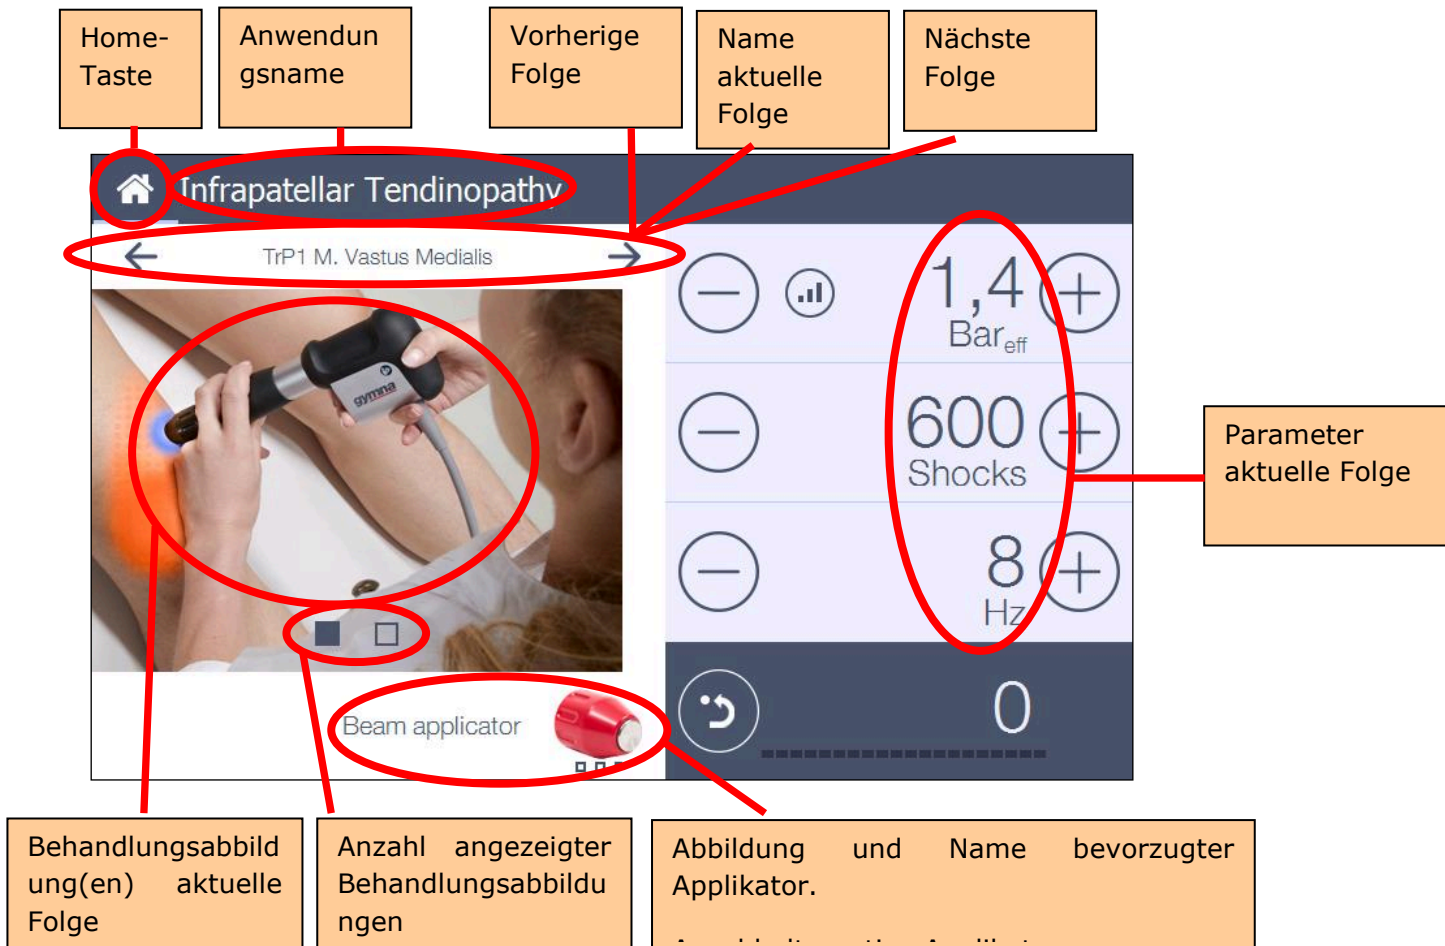 Home-
Taste
Anwendun
gsname
Vorherige
Folge
Name
aktuelle
Folge
Nächste
Folge
Infrapatellar Tendinopathy
TrP1 M. Vastus Medialis
gymna
1,4
Bar eff
600
Shocks
8
Hz
0
Beam applicator
Parameter
aktuelle Folge
Behandlungsabbild
ung(en) aktuelle
Folge
Anzahl angezeigter
Behandlungsabbildu
ngen
Abbildung und Name bevorzugter
Applikator.